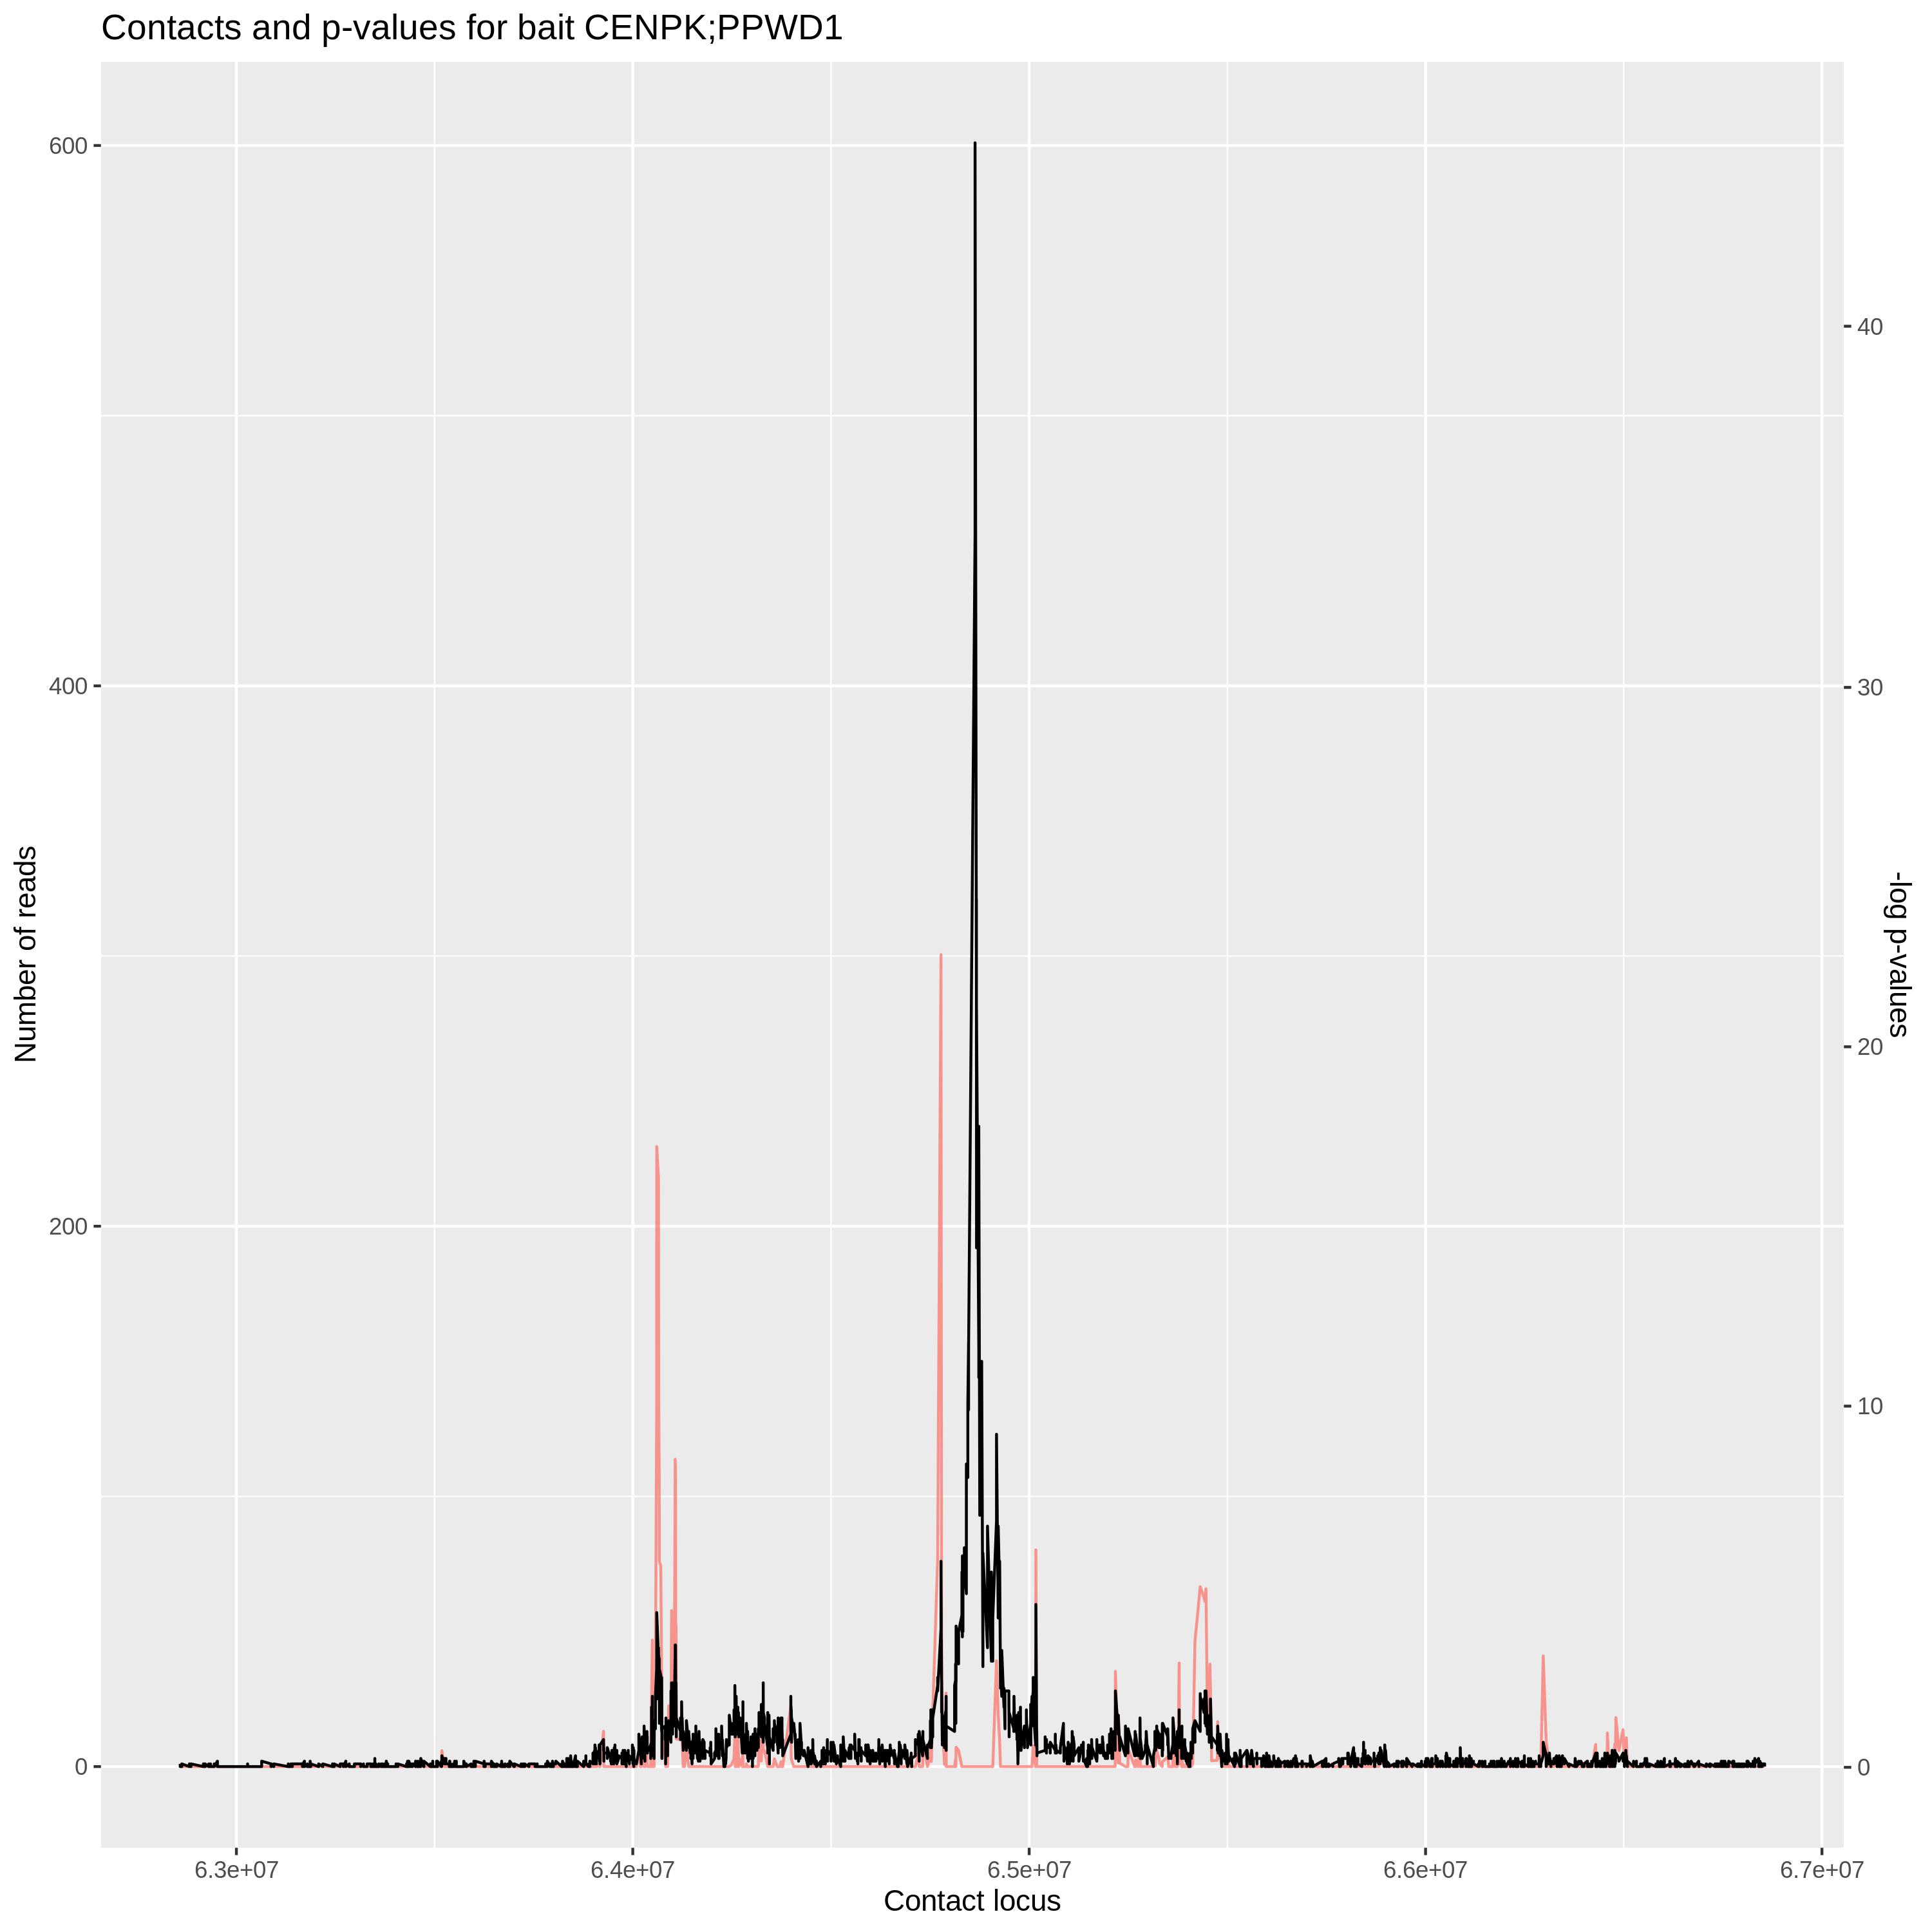 Contacts and p-values for bait CENPK;PPWD1
600
400
200
0
Number of reads
40
30
20
10
0
-log p-values
6.3e+07
6.4e+07
6.5e+07
6.6e+07
6.7e+07
Contact locus